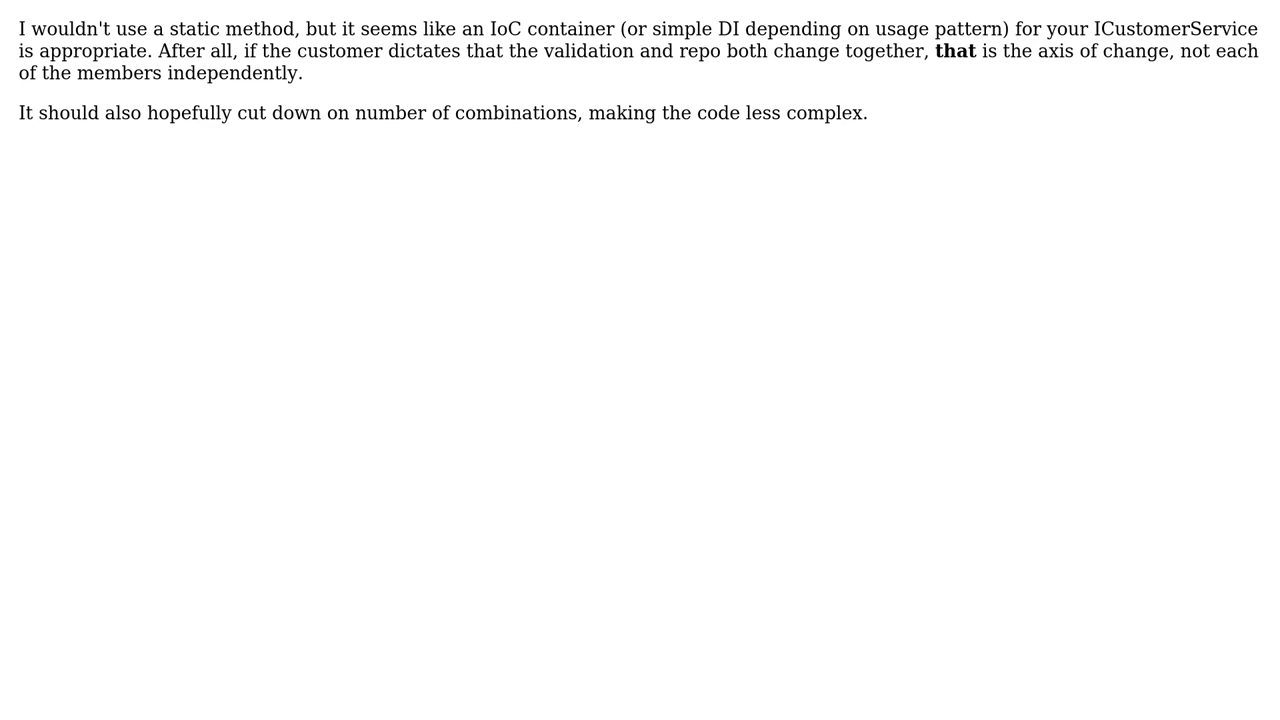 I wouldn't use a static method, but it seems like an IoC container (or simple DI depending on usage pattern) for your ICustomerService
is appropriate. After all, if the customer dictates that the validation and repo both change together, that is the axis of change, not each
of the members independently.
It should also hopefully cut down on number of combinations, making the code less complex.